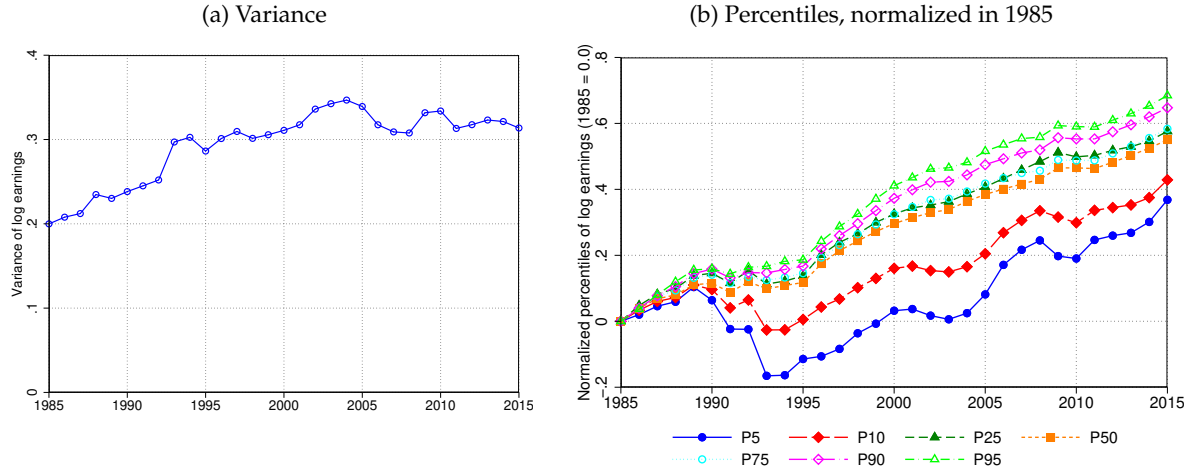 (a) Variance
(b) Percentiles, normalized in 1985
Variance of log earnings
.4
.3
.2
.1
0
1985 1990 1995 2000 2005 2010 2015
Normalized percentiles of log earnings (1985 = 0.0)
.8
.6
.4
.2
0
-.2
1985 1990 1995 2000 2005 2010 2015
P5 P10 P25 P50
P75 P90 P95